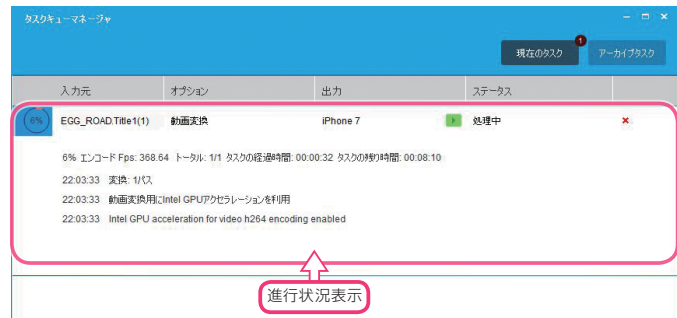 タスクキューマネージャ
現在のタスク 1 アーカイブタスク
入力元 オプション 出力 ステータス
6% EGG_ROAD.Title1(1) 動画変換 iPhone 7 処理中
6% エンコード Fps: 368.64 トータル: 1/1 タスクの経過時間: 00:00:32 タスクの残り時間: 00:08:10
22:03:33 変換: 1パス
22:03:33 動画変換用にIntel GPUアクセラレーションを利用
22:03:33 Intel GPU acceleration for video h264 encoding enabled
進行状況表示